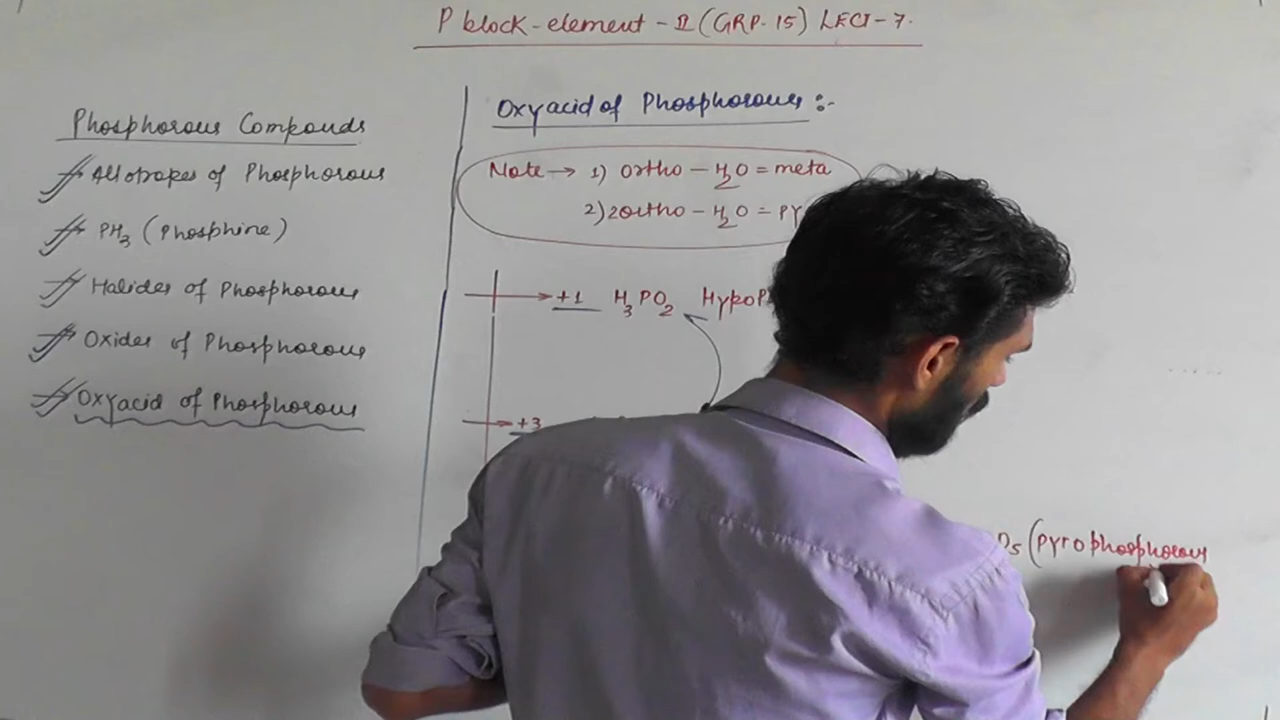 P block-element - II (GRP. 15) LECT-7.
Phosphorous Compouds
Allotropes of Phosphorous
PH3 (Phosphine)
Halides of Phosphorous
Oxides of Phosphorous
Oxyacid of Phosphorous
Oxyacid of Phosphorous :-
Note → 1) Ortho - H2O = meta
2) 2Ortho - H2O = PY
+1 H3PO2 HypoP
+3
O5 (Pyrophosphorous